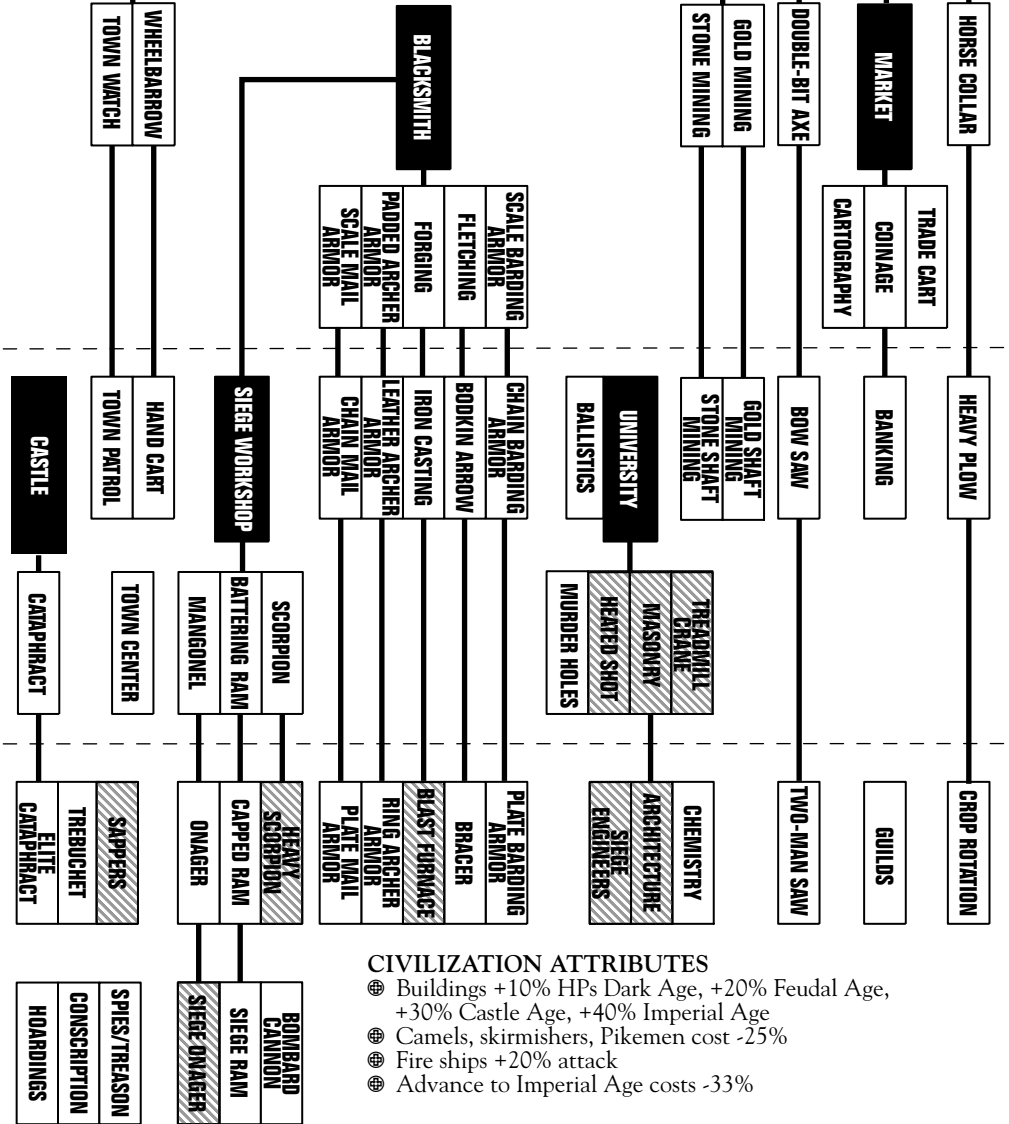 WHEELBARROW
TOWN WATCH
BLACKSMITH
GOLD MINING
STONE MINING
DOUBLE-BIT AXE
MARKET
HORSE COLLAR
SCALE BARDING
ARMOR
FLETCHING
FORGING
PADDED ARCHER
ARMOR
SCALE MAIL
ARMOR
TRADE CART
COINAGE
CARTOGRAPHY
CASTLE
HAND CART
TOWN PATROL
SIEGE WORKSHOP
CHAIN BARDING
ARMOR
BODKIN ARROW
IRON CASTING
LEATHER ARCHER
ARMOR
CHAIN MAIL
ARMOR
UNIVERSITY
BALLISTICS
GOLD SHAFT
MINING
STONE SHAFT
MINING
BOW SAW
BANKING
HEAVY PLOW
CATAPHRACT
TOWN CENTER
SCORPION
BATTERING RAM
MANGONEL
TREADMILL
CRANE
MASONRY
HEATED SHOT
MURDER HOLES
SAPPERS
TREBUCHET
ELITE
CATAPHRACT
HEAVY
SCORPION
CAPPED RAM
ONAGER
PLATE BARDING
ARMOR
BRACER
BLAST FURNACE
RING ARCHER
ARMOR
PLATE MAIL
ARMOR
CHEMISTRY
ARCHITECTURE
SIEGE
ENGINEERS
TWO-MAN SAW
GUILDS
CROP ROTATION
SPIES/TREASON
CONSCRIPTION
HOARDINGS
BOMBARD
CANNON
SIEGE RAM
SIEGE ONAGER
CIVILIZATION ATTRIBUTES
Buildings +10% HPs Dark Age, +20% Feudal Age,
+30% Castle Age, +40% Imperial Age
Camels, skirmishers, Pikemen cost -25%
Fire ships +20% attack
Advance to Imperial Age costs -33%